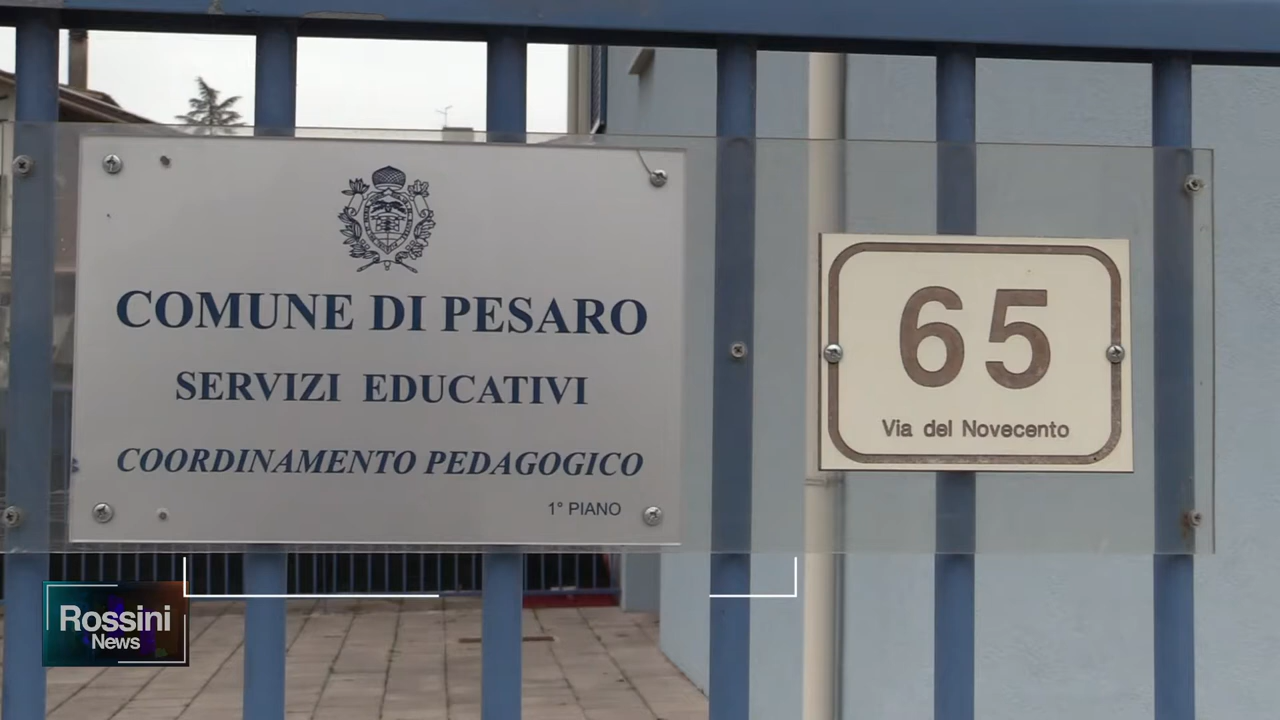 COMUNE DI PESARO
SERVIZI EDUCATIVI
COORDINAMENTO PEDAGOGICO
1° PIANO
65
Via del Novecento
Rossini
News